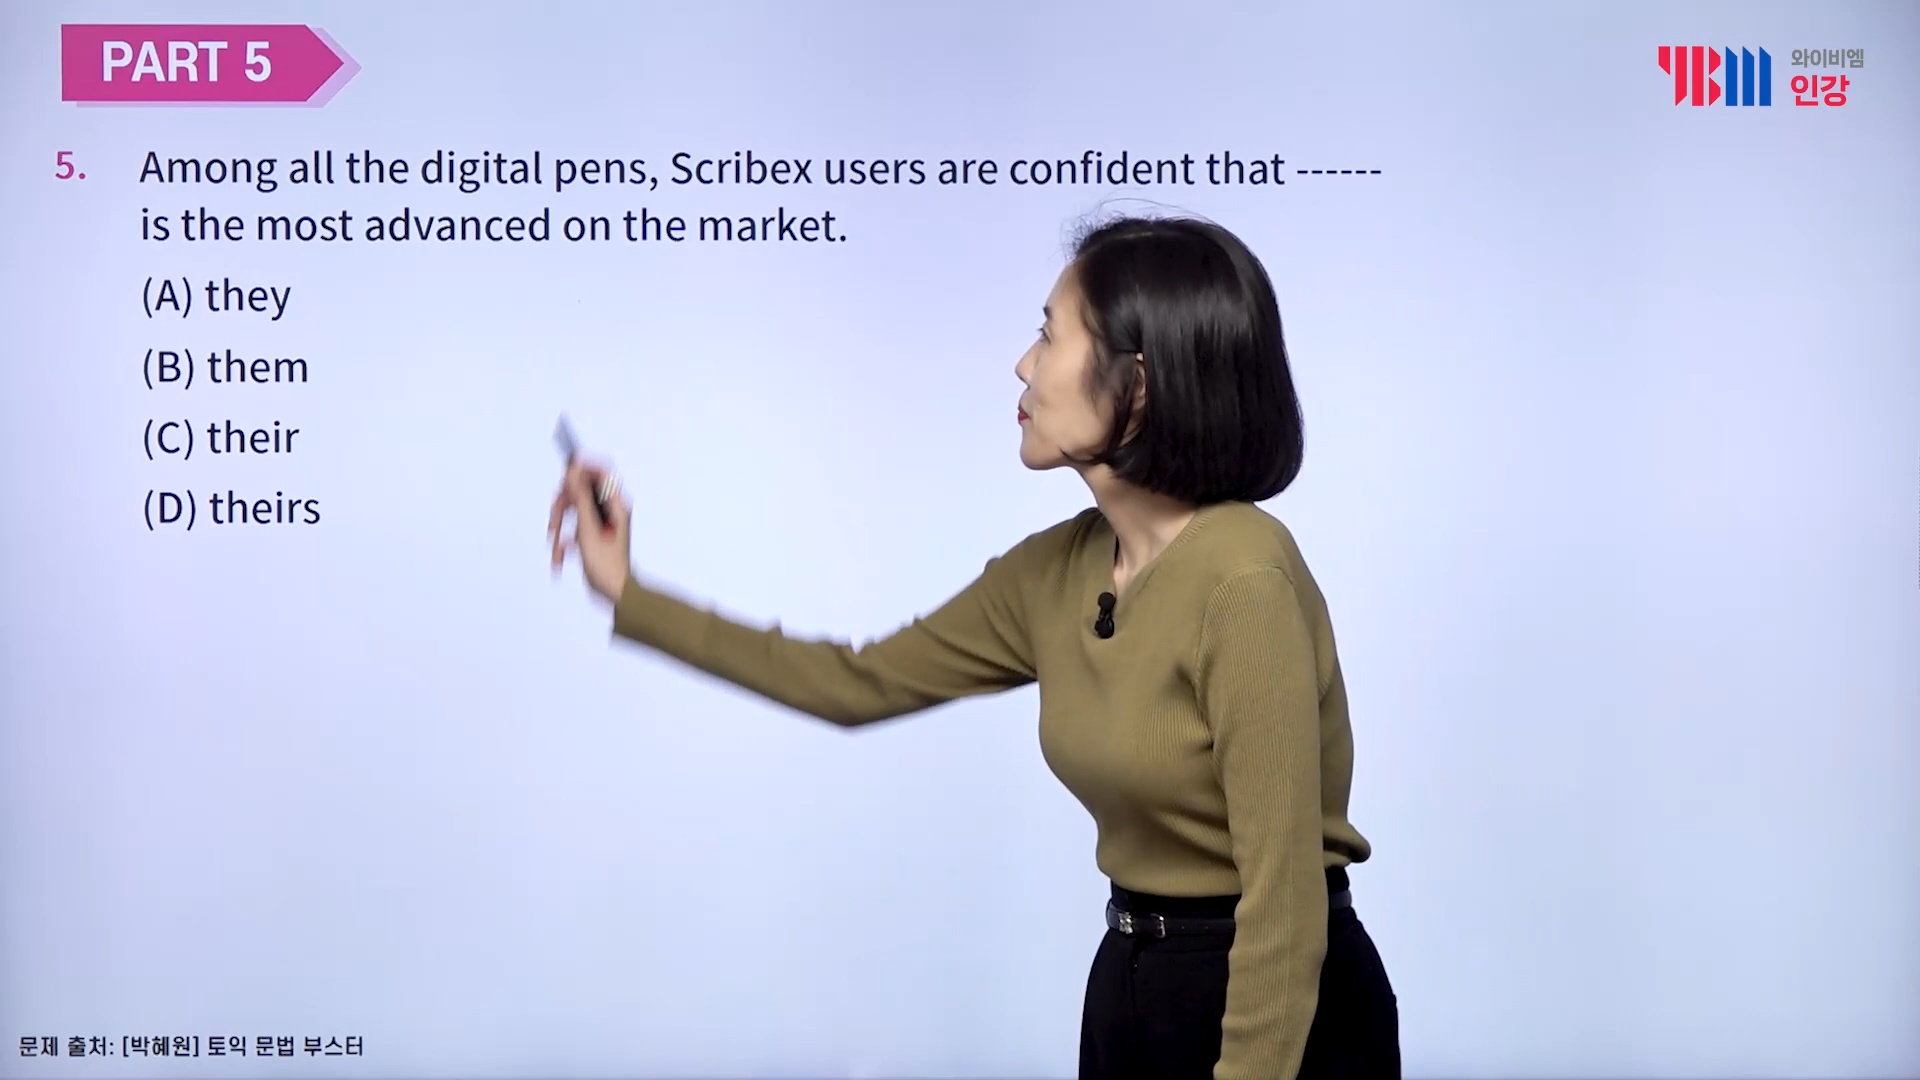 PART 5
YBM 와이비엠
인강
5. Among all the digital pens, Scribex users are confident that ------
is the most advanced on the market.
(A) they
(B) them
(C) their
(D) theirs
문제 출처: [박혜원] 토익 문법 부스터